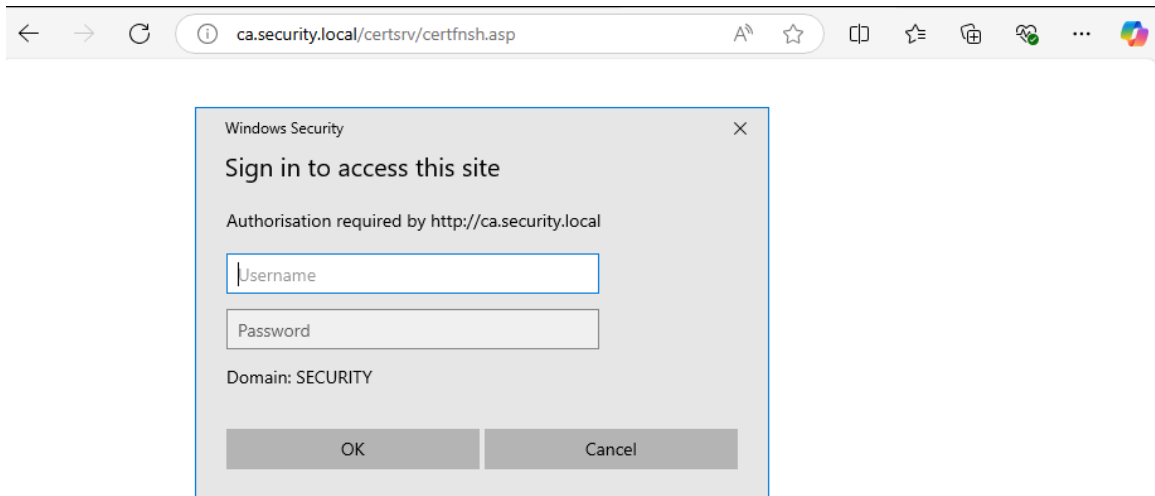 ca.security.local/certsrv/certfnsh.asp
Windows Security
Sign in to access this site
Authorisation required by http://ca.security.local
Username
Password
Domain: SECURITY
OK Cancel